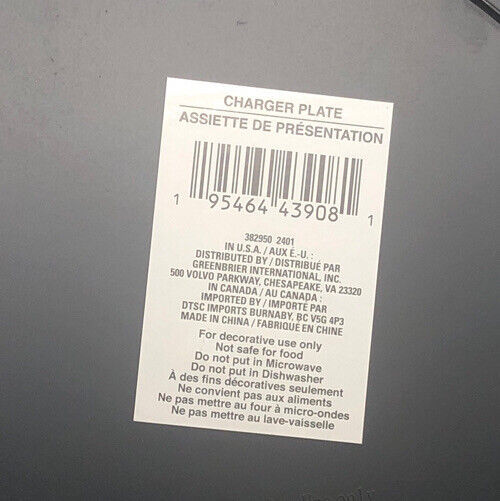 CHARGER PLATE
ASSIETTE DE PRÉSENTATION
1 95464 43908 1
382950 2401
IN U.S.A. / AUX É.-U. :
DISTRIBUTED BY / DISTRIBUÉ PAR
GREENBRIER INTERNATIONAL, INC.
500 VOLVO PARKWAY, CHESAPEAKE, VA 23320
IN CANADA / AU CANADA :
IMPORTED BY / IMPORTÉ PAR
DTSC IMPORTS BURNABY, BC V5G 4P3
MADE IN CHINA / FABRIQUÉ EN CHINE
For decorative use only
Not safe for food
Do not put in Microwave
Do not put in Dishwasher
À des fins décoratives seulement
Ne convient pas aux aliments
Ne pas mettre au four à micro-ondes
Ne pas mettre au lave-vaisselle